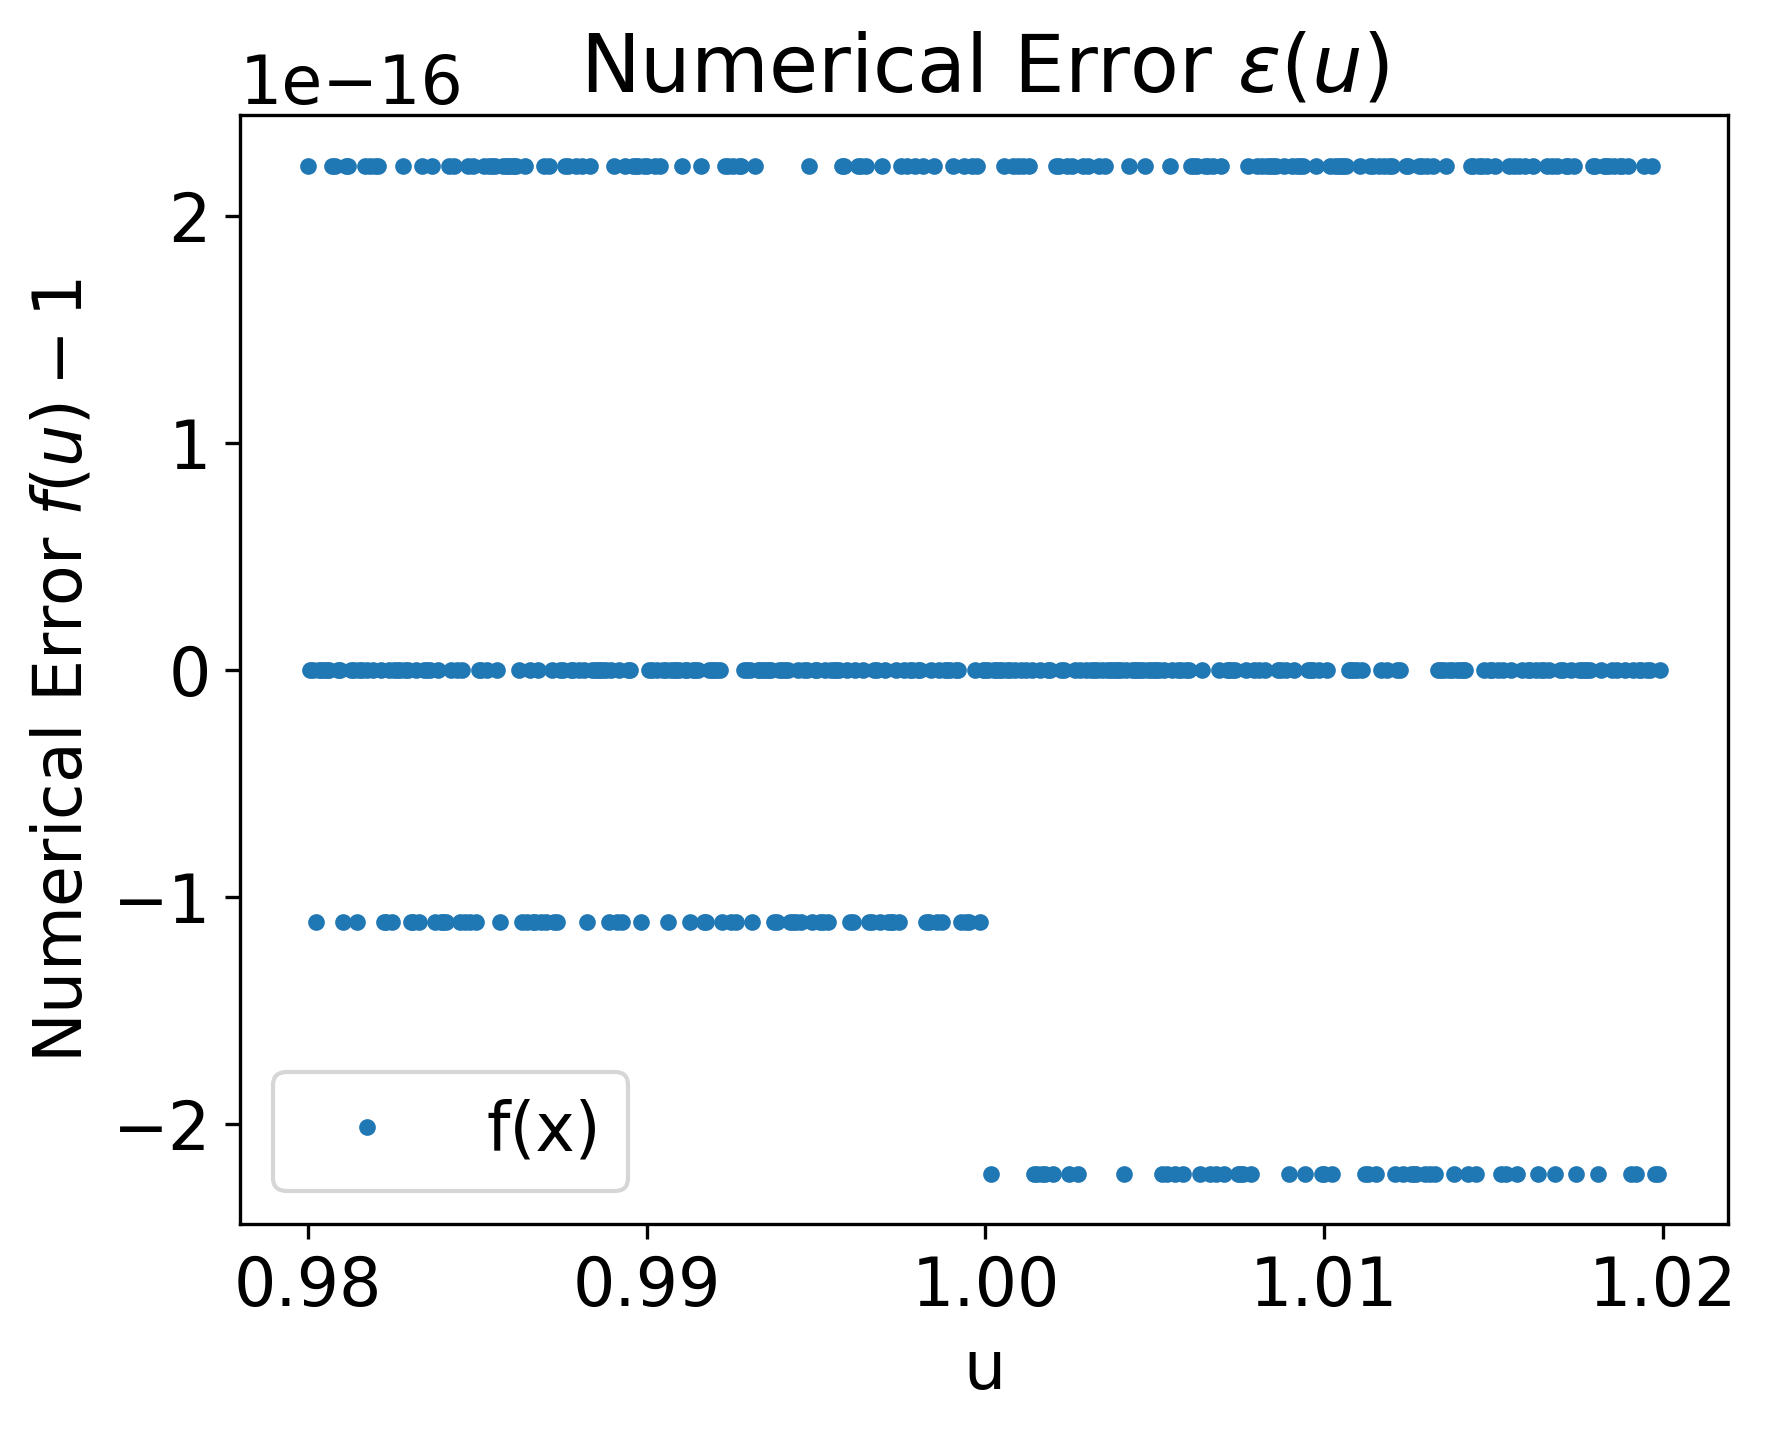 Numerical Error ε(u)
1e−16
Numerical Error f(u) − 1
2
1
0
−1
−2
f(x)
0.98 0.99 1.00 1.01 1.02
u